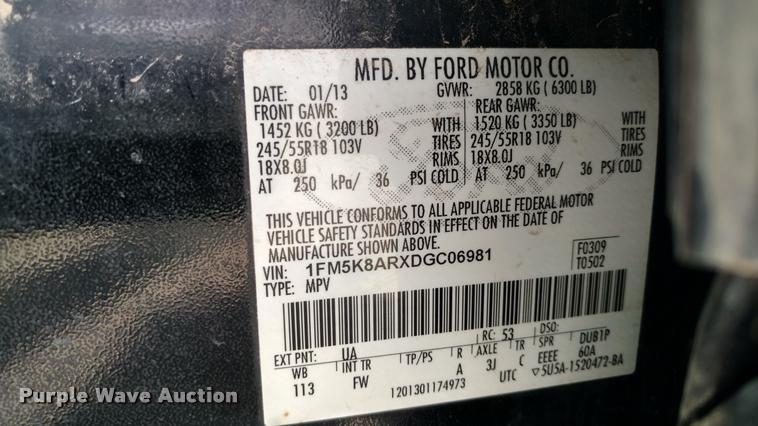 MFD. BY FORD MOTOR CO.
DATE: 01/13 GVWR: 2858 KG ( 6300 LB)
FRONT GAWR: REAR GAWR:
1452 KG ( 3200 LB) WITH 1520 KG ( 3350 LB) WITH
245/55R18 103V TIRES 245/55R18 103V TIRES
18X8.0J RIMS 18X8.0J RIMS
AT 250 kPa/ 36 PSI COLD AT 250 kPa/ 36 PSI COLD
THIS VEHICLE CONFORMS TO ALL APPLICABLE FEDERAL MOTOR
VEHICLE SAFETY STANDARDS IN EFFECT ON THE DATE OF
MANUFACTURE SHOWN ABOVE.
VIN: 1FM5K8ARXDGC06981 F0309
TYPE: MPV T0502
EXT PNT: UA RC: 53 DSO:
WB INT TR TP/PS R AXLE TR SPR DUB1P
113 FW A 3J C EEEE 60A
1201301174973 UTC ▽5U5A-1520472-BA
Purple Wave Auction